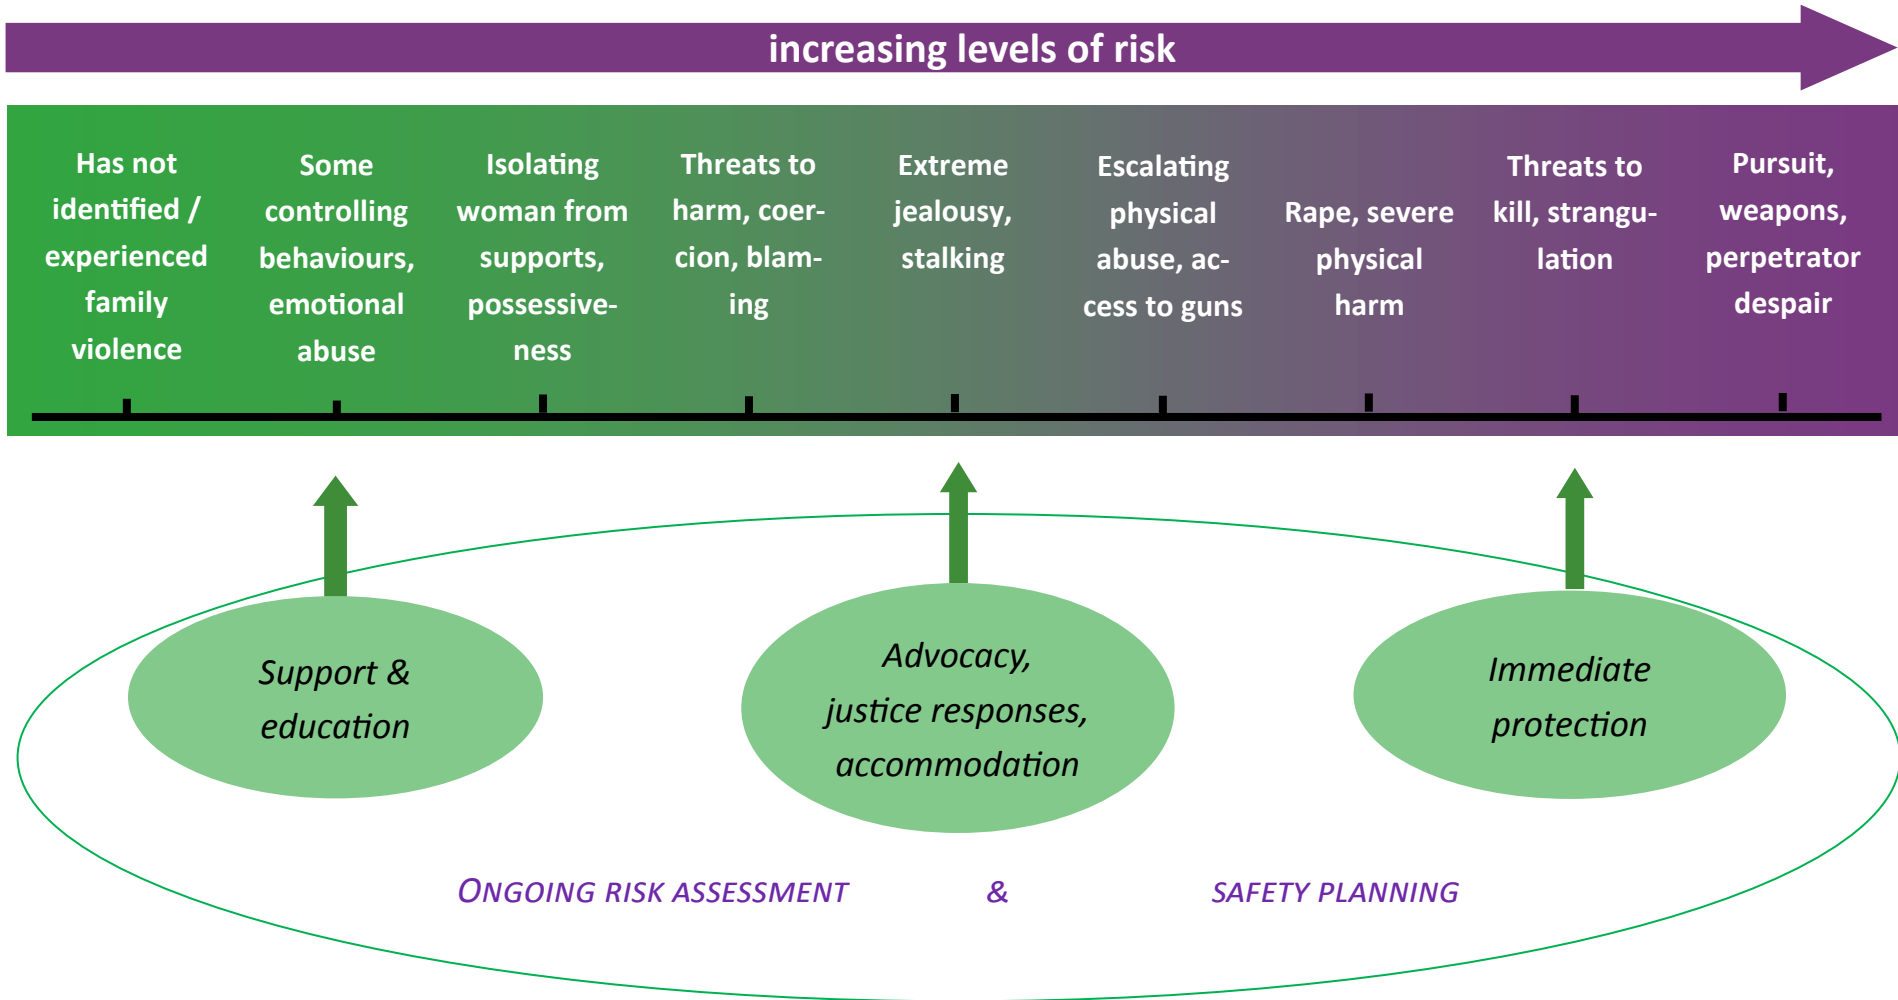 increasing levels of risk
Has not
identified /
experienced
family
violence
Some
controlling
behaviours,
emotional
abuse
Isolating
woman from
supports,
possessive-
ness
Threats to
harm, coer-
cion, blam-
ing
Extreme
jealousy,
stalking
Escalating
physical
abuse, ac-
cess to guns
Rape, severe
physical
harm
Threats to
kill, strangu-
lation
Pursuit,
weapons,
perpetrator
despair
Support &
education
Advocacy,
justice responses,
accommodation
Immediate
protection
ONGOING RISK ASSESSMENT & SAFETY PLANNING